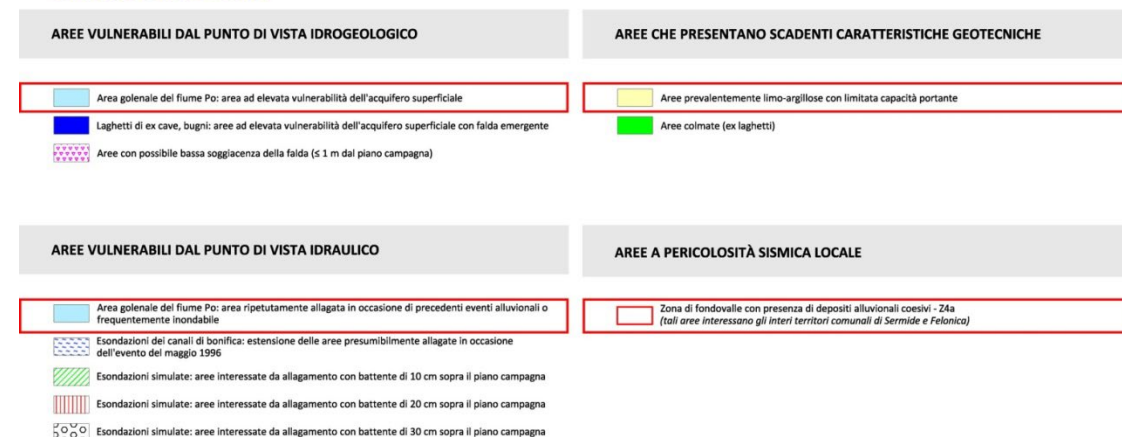 AREE VULNERABILI DAL PUNTO DI VISTA IDROGEOLOGICO
Area golenale del fiume Po: area ad elevata vulnerabilità dell'acquifero superficiale
Laghetti di ex cave, bugni: aree ad elevata vulnerabilità dell'acquifero superficiale con falda emergente
Aree con possibile bassa soggiacenza della falda (≤ 1 m dal piano campagna)
AREE CHE PRESENTANO SCADENTI CARATTERISTICHE GEOTECNICHE
Aree prevalentemente limo-argillose con limitata capacità portante
Aree colmate (ex laghetti)
AREE VULNERABILI DAL PUNTO DI VISTA IDRAULICO
Area golenale del fiume Po: area ripetutamente allagata in occasione di precedenti eventi alluvionali o
frequentemente inondabile
Esondazioni dei canali di bonifica: estensione delle aree presumibilmente allagate in occasione
dell'evento del maggio 1996
Esondazioni simulate: aree interessate da allagamento con battente di 10 cm sopra il piano campagna
Esondazioni simulate: aree interessate da allagamento con battente di 20 cm sopra il piano campagna
Esondazioni simulate: aree interessate da allagamento con battente di 30 cm sopra il piano campagna
AREE A PERICOLOSITÀ SISMICA LOCALE
Zona di fondovalle con presenza di depositi alluvionali coesivi - Z4a
(tali aree interessano gli interi territori comunali di Sermide e Felonica)